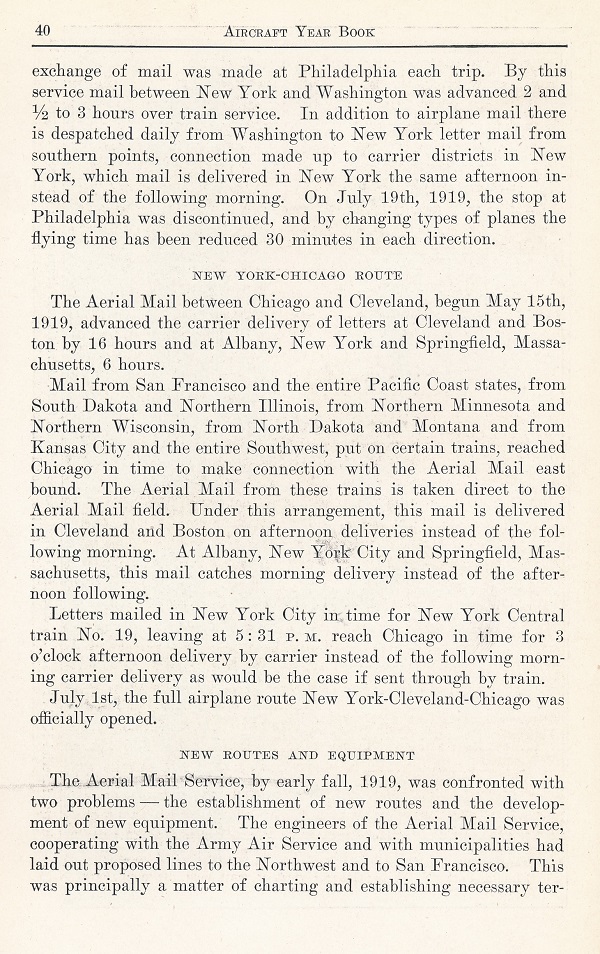 40 Aircraft Year Book
exchange of mail was made at Philadelphia each trip. By this
service mail between New York and Washington was advanced 2 and
½ to 3 hours over train service. In addition to airplane mail there
is despatched daily from Washington to New York letter mail from
southern points, connection made up to carrier districts in New
York, which mail is delivered in New York the same afternoon in-
stead of the following morning. On July 19th, 1919, the stop at
Philadelphia was discontinued, and by changing types of planes the
flying time has been reduced 30 minutes in each direction.
NEW YORK-CHICAGO ROUTE
The Aerial Mail between Chicago and Cleveland, begun May 15th,
1919, advanced the carrier delivery of letters at Cleveland and Bos-
ton by 16 hours and at Albany, New York and Springfield, Massa-
chusetts, 6 hours.
Mail from San Francisco and the entire Pacific Coast states, from
South Dakota and Northern Illinois, from Northern Minnesota and
Northern Wisconsin, from North Dakota and Montana and from
Kansas City and the entire Southwest, put on certain trains, reached
Chicago in time to make connection with the Aerial Mail east
bound. The Aerial Mail from these trains is taken direct to the
Aerial Mail field. Under this arrangement, this mail is delivered
in Cleveland and Boston on afternoon deliveries instead of the fol-
lowing morning. At Albany, New York City and Springfield, Mas-
sachusetts, this mail catches morning delivery instead of the after-
noon following.
Letters mailed in New York City in time for New York Central
train No. 19, leaving at 5:31 P. M. reach Chicago in time for 3
o'clock afternoon delivery by carrier instead of the following morn-
ing carrier delivery as would be the case if sent through by train.
July 1st, the full airplane route New York-Cleveland-Chicago was
officially opened.
NEW ROUTES AND EQUIPMENT
The Aerial Mail Service, by early fall, 1919, was confronted with
two problems — the establishment of new routes and the develop-
ment of new equipment. The engineers of the Aerial Mail Service,
cooperating with the Army Air Service and with municipalities had
laid out proposed lines to the Northwest and to San Francisco. This
was principally a matter of charting and establishing necessary ter-